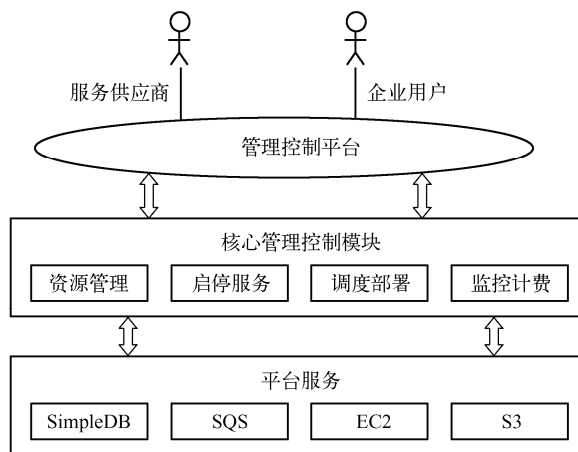 服务供应商
企业用户
管理控制平台
核心管理控制模块
资源管理
启停服务
调度部署
监控计费
平台服务
SimpleDB
SQS
EC2
S3